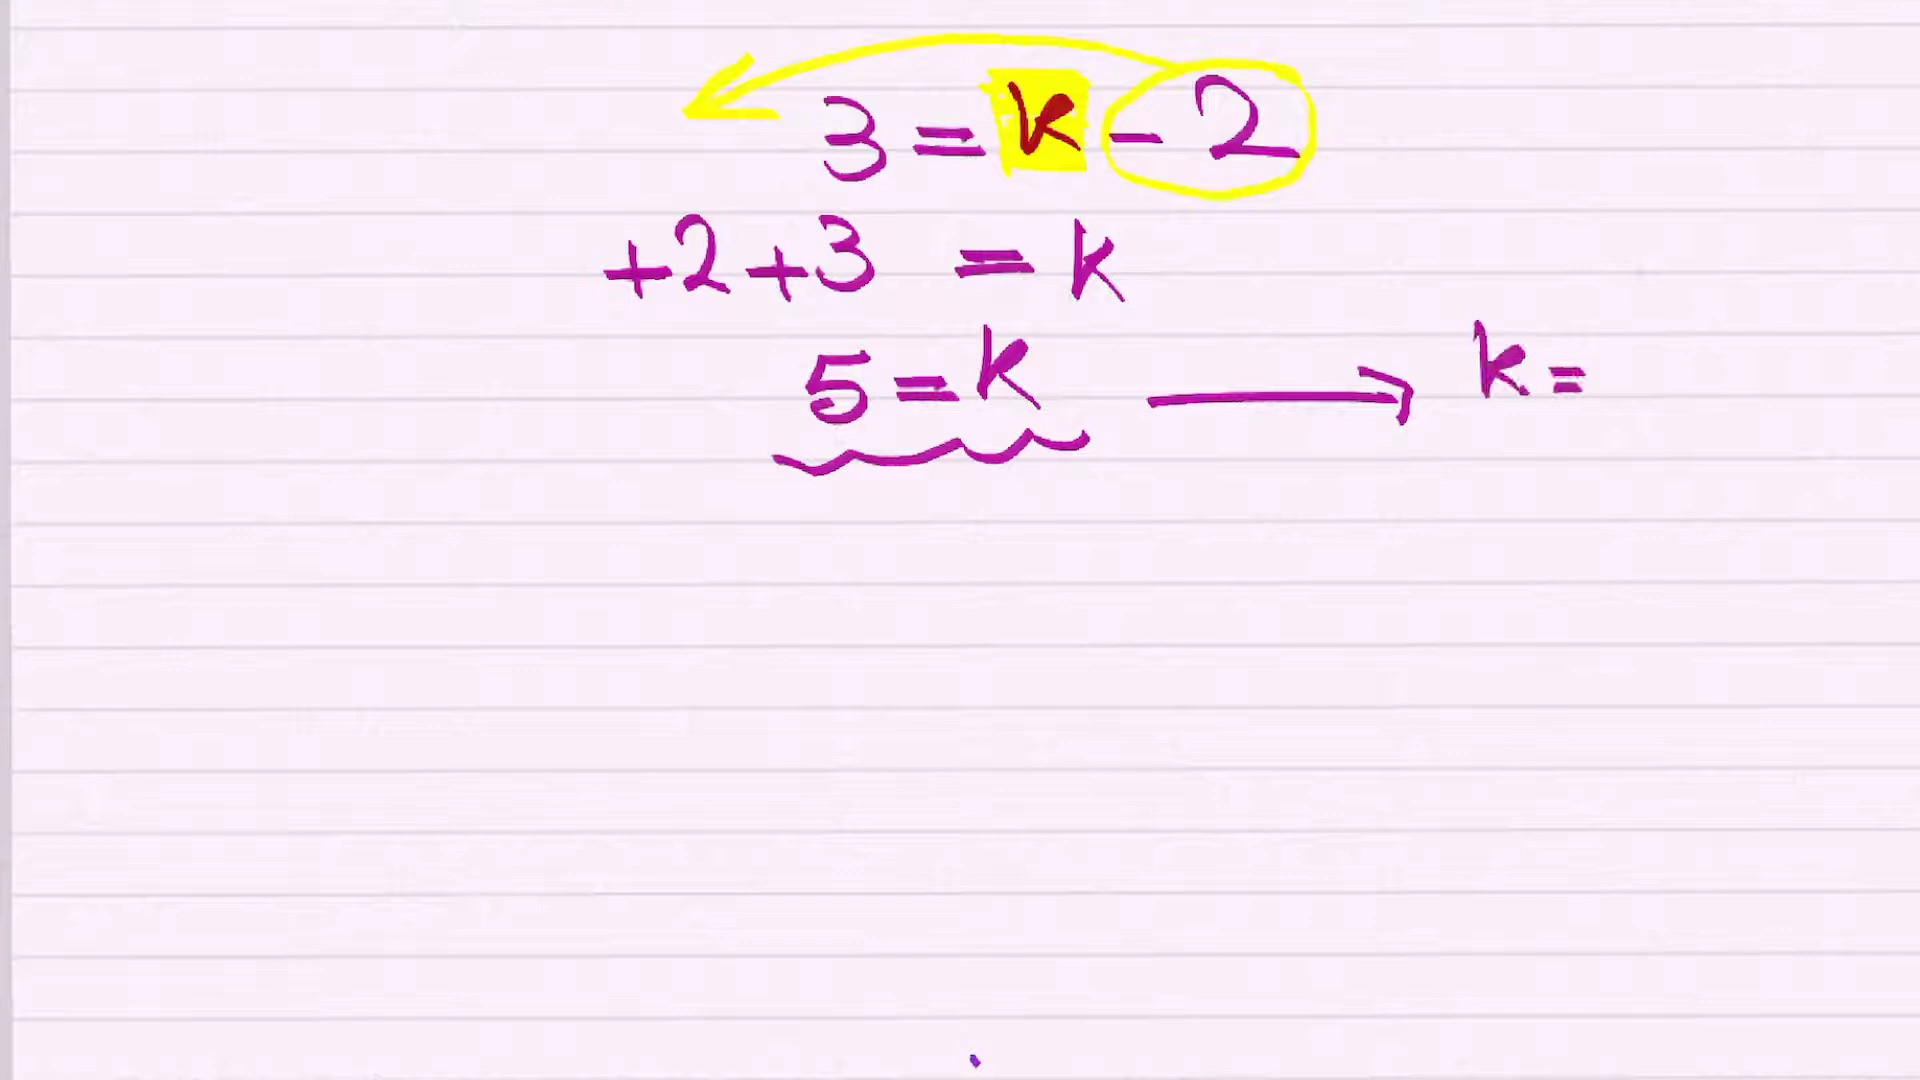 3 = k - 2
+2 +3 = k
5 = k → k =